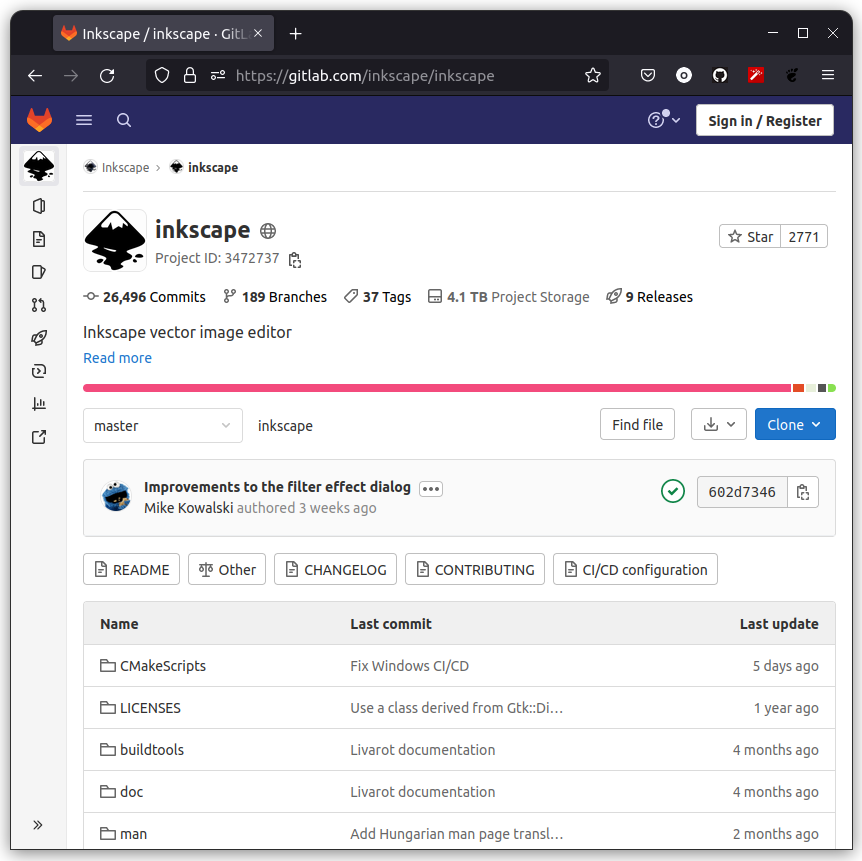 Inkscape / inkscape · GitL
https://gitlab.com/inkscape/inkscape
Sign in / Register
Inkscape › inkscape
inkscape
Project ID: 3472737
Star 2771
26,496 Commits 189 Branches 37 Tags 4.1 TB Project Storage 9 Releases
Inkscape vector image editor
Read more
master inkscape Find file Clone
Improvements to the filter effect dialog
Mike Kowalski authored 3 weeks ago
602d7346
README Other CHANGELOG CONTRIBUTING CI/CD configuration
Name Last commit Last update
CMakeScripts Fix Windows CI/CD 5 days ago
LICENSES Use a class derived from Gtk::Di… 1 year ago
buildtools Livarot documentation 4 months ago
doc Livarot documentation 4 months ago
man Add Hungarian man page transl… 2 months ago